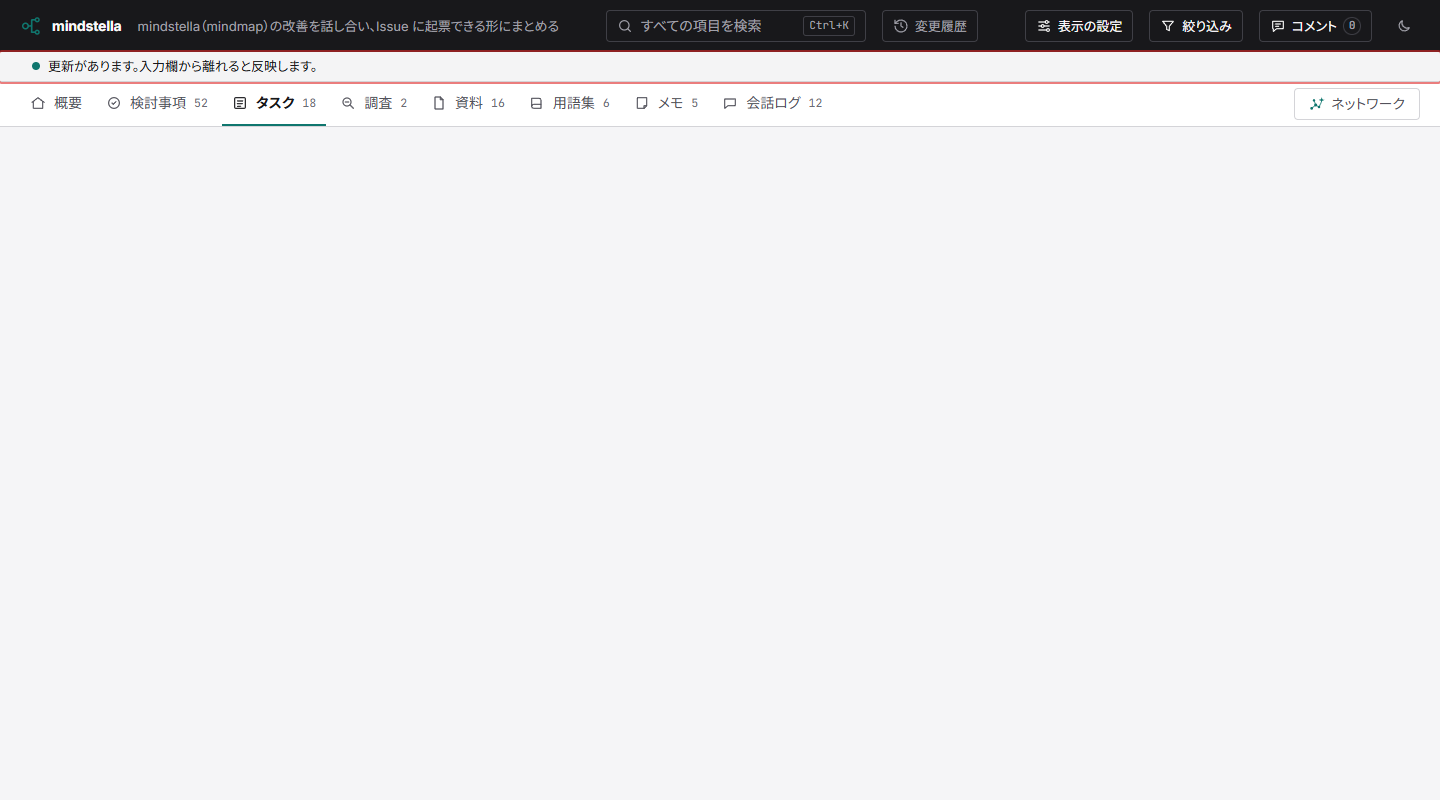 mindstella mindstella（mindmap）の改善を話し合い、Issue に起票できる形にまとめる すべての項目を検索 Ctrl+K 変更履歴 表示の設定 絞り込み コメント 0
更新があります。入力欄から離れると反映します。
概要 検討事項 52 タスク 18 調査 2 資料 16 用語集 6 メモ 5 会話ログ 12 ネットワーク